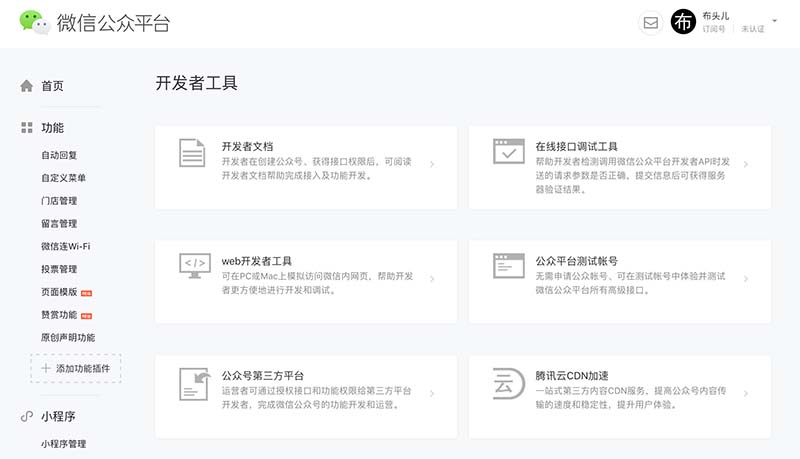 微信公众平台
布
布头儿
订阅号 未认证
首页
功能
自动回复
自定义菜单
门店管理
留言管理
微信连Wi-Fi
投票管理
页面模版 NEW
赞赏功能 NEW
原创声明功能
添加功能插件
小程序
小程序管理
开发者工具
开发者文档
开发者在创建公众号、获得接口权限后，可阅读
开发者文档帮助完成接入及功能开发。
在线接口调试工具
帮助开发者检测调用微信公众平台开发者API时发
送的请求参数是否正确，提交信息后可获得服务
器验证结果。
web开发者工具
可在PC或Mac上模拟访问微信内网页，帮助开发
者更方便地进行开发和调试。
公众平台测试帐号
无需申请公众帐号、可在测试帐号中体验并测试
微信公众平台所有高级接口。
公众号第三方平台
运营者可通过授权接口和功能权限给第三方平台
开发者，完成微信公众号的功能开发和运营。
云
腾讯云CDN加速
一站式第三方内容CDN服务，提高公众号内容传
输的速度和稳定性，提升用户体验。